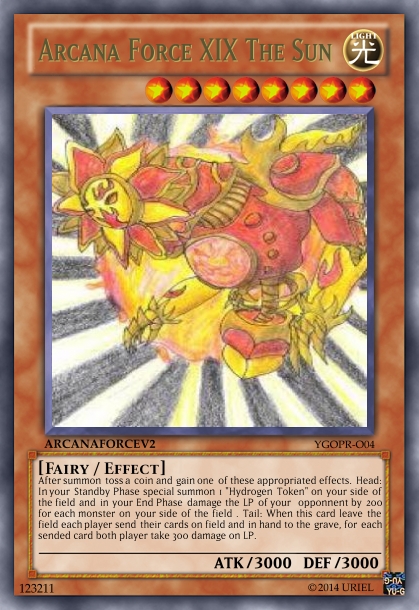 Arcana Force XIX The Sun
LIGHT
光
ARCANAFORCEV2
YGOPR-O04
[Fairy / Effect]
After summon toss a coin and gain one of these appropriated effects. Head:
In your Standby Phase special summon 1 "Hydrogen Token" on your side of
the field and in your End Phase damage the LP of your opponnent by 200
for each monster on your side of the field . Tail: When this card leave the
field each player send their cards on field and in hand to the grave, for each
sended card both player take 300 damage on LP.
ATK/3000 DEF/3000
123211
©2014 URIEL